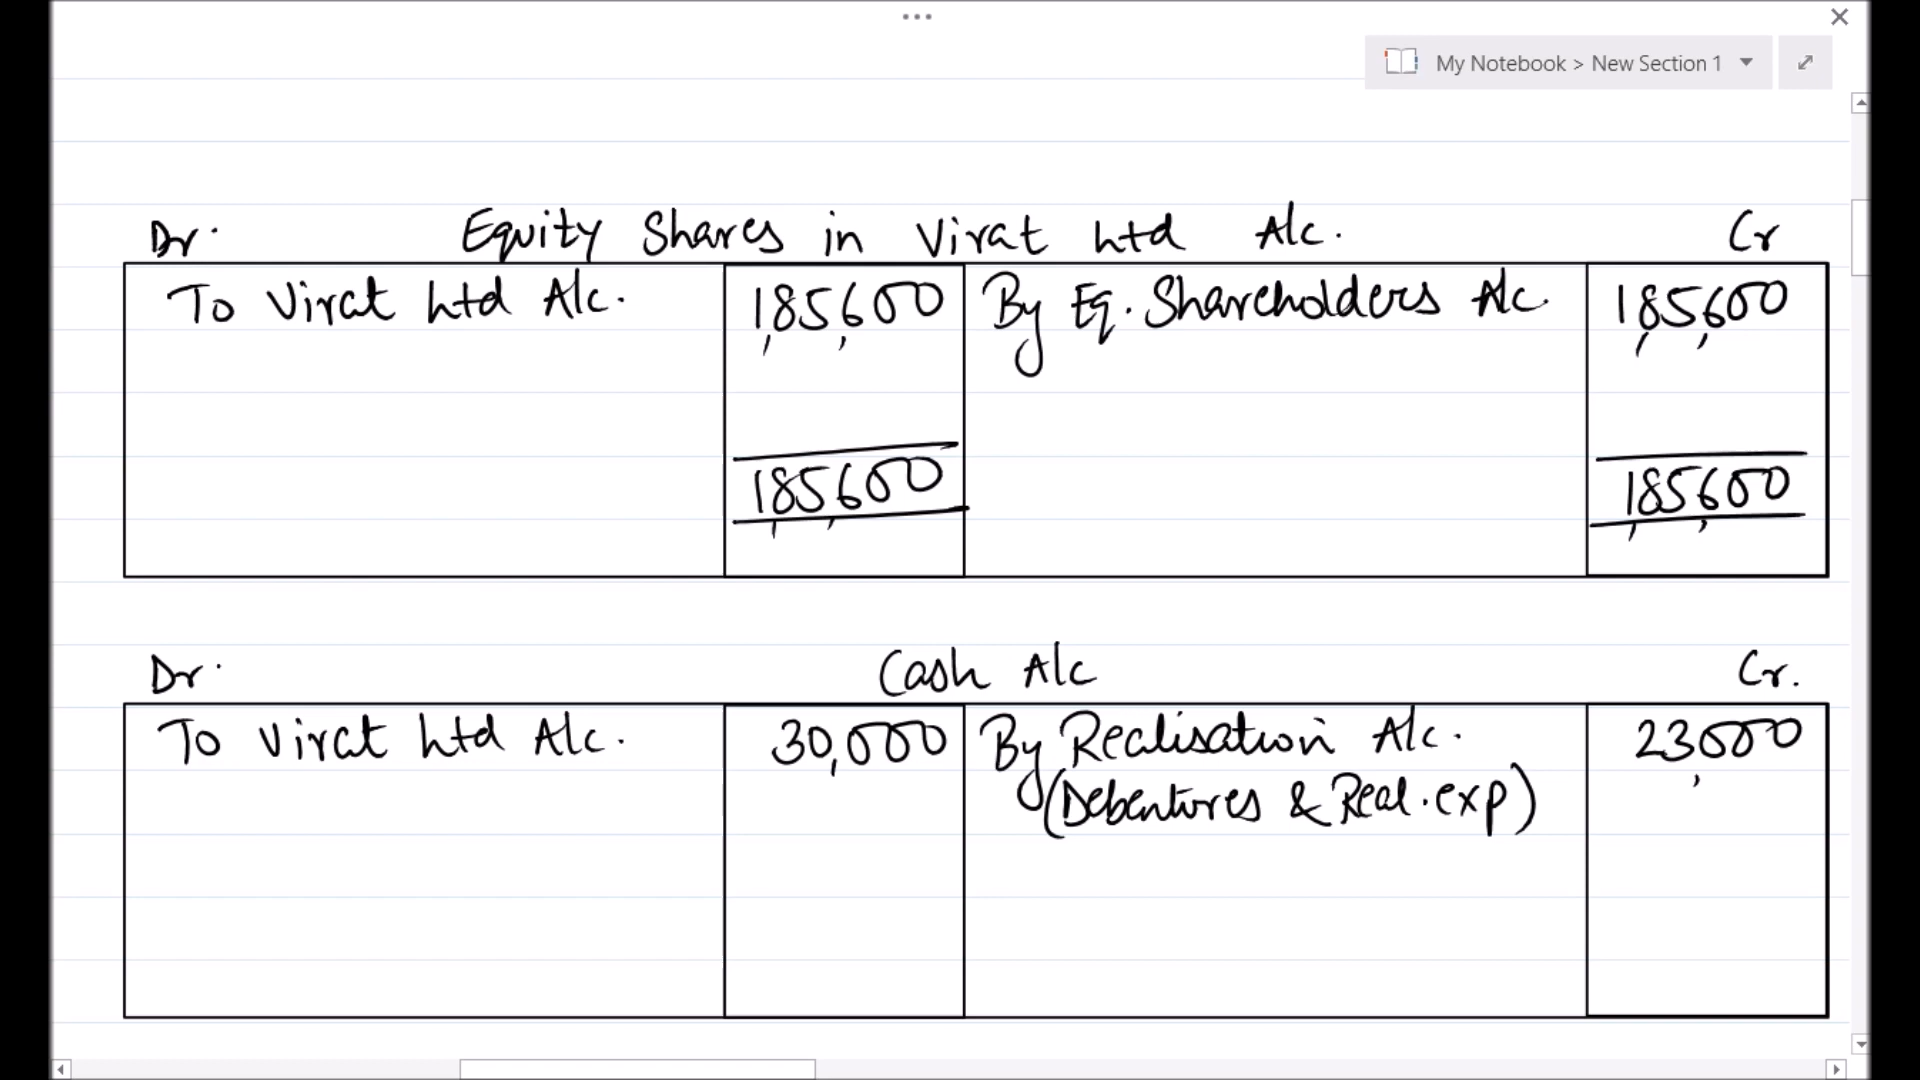 My Notebook > New Section 1
Dr. Equity Shares in Virat Ltd A/c. Cr
To Virat Ltd A/c. 1,85,600 By Eq. Shareholders A/c. 1,85,600
1,85,600 1,85,600
Dr. Cash A/c Cr.
To Virat Ltd A/c. 30,000 By Realisation A/c. 23,000
(Debentures & Real. exp)